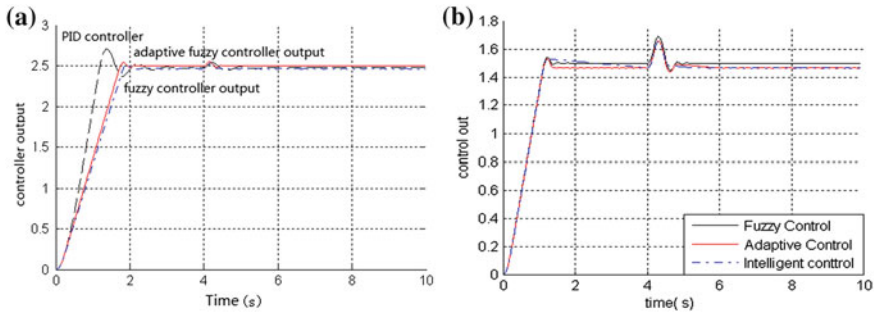 (a)
PID controller
adaptive fuzzy controller output
fuzzy controller output
controller output
3
2.5
2
1.5
1
0.5
0
0
2
4
6
8
10
Time (s)
(b)
control out
1.8
1.6
1.4
1.2
1
0.8
0.6
0.4
0.2
0
0
2
4
6
8
10
time( s)
Fuzzy Control
Adaptive Control
Intelligent conttrol